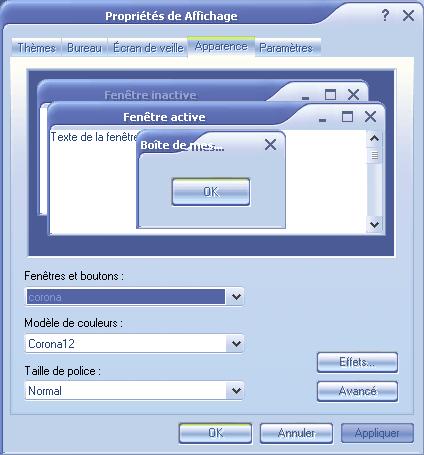 Propriétés de Affichage
Thèmes Bureau Écran de veille Apparence Paramètres
Fenêtre inactive
Fenêtre active
Texte de la fenêtre
Boîte de mes...
OK
Fenêtres et boutons :
corona
Modèle de couleurs :
Corona12
Taille de police :
Normal
Effets...
Avancé
OK Annuler Appliquer